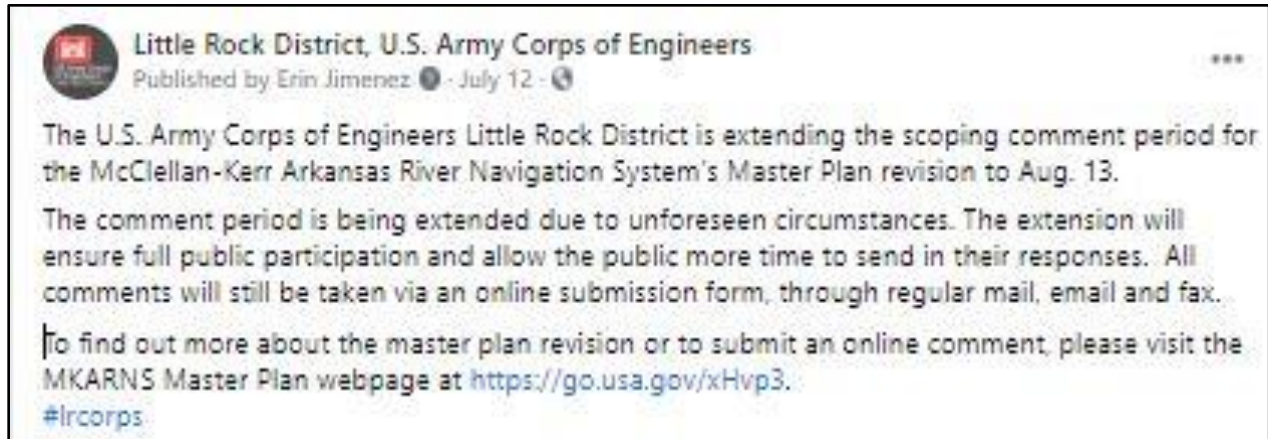 Little Rock District, U.S. Army Corps of Engineers
Published by Erin Jimenez · July 12 ·
The U.S. Army Corps of Engineers Little Rock District is extending the scoping comment period for
the McClellan-Kerr Arkansas River Navigation System's Master Plan revision to Aug. 13.
The comment period is being extended due to unforeseen circumstances. The extension will
ensure full public participation and allow the public more time to send in their responses.  All
comments will still be taken via an online submission form, through regular mail, email and fax.
To find out more about the master plan revision or to submit an online comment, please visit the
MKARNS Master Plan webpage at https://go.usa.gov/xHvp3.
#lrcorps